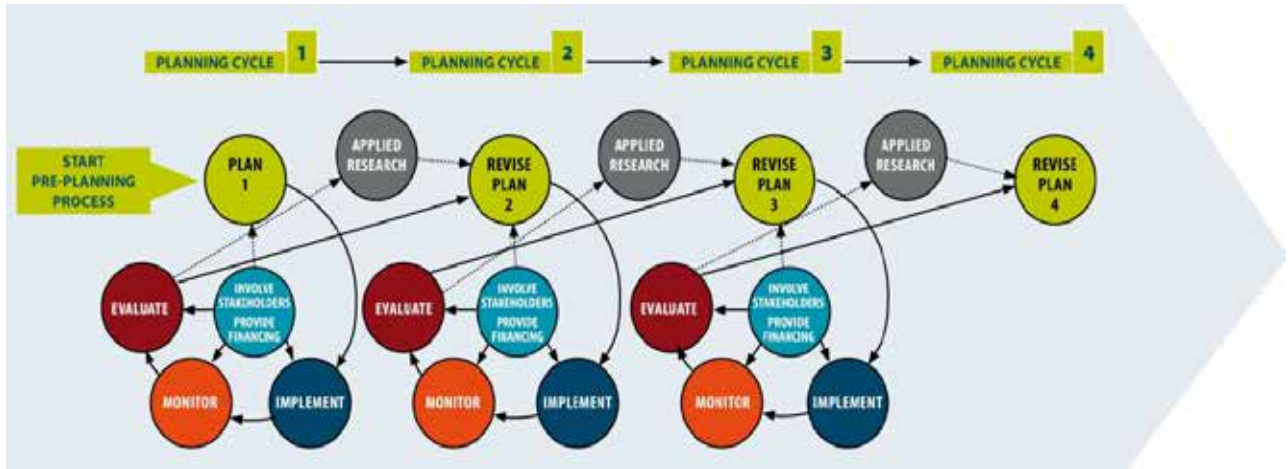 PLANNING CYCLE 1
PLANNING CYCLE 2
PLANNING CYCLE 3
PLANNING CYCLE 4
START
PRE-PLANNING
PROCESS
PLAN
1
APPLIED
RESEARCH
REVISE
PLAN
2
APPLIED
RESEARCH
REVISE
PLAN
3
APPLIED
RESEARCH
REVISE
PLAN
4
EVALUATE
INVOLVE
STAKEHOLDERS
PROVIDE
FINANCING
MONITOR
IMPLEMENT
EVALUATE
INVOLVE
STAKEHOLDERS
PROVIDE
FINANCING
MONITOR
IMPLEMENT
EVALUATE
INVOLVE
STAKEHOLDERS
PROVIDE
FINANCING
MONITOR
IMPLEMENT